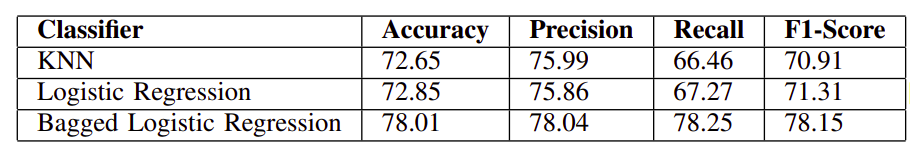 Classifier Accuracy Precision Recall F1-Score
KNN 72.65 75.99 66.46 70.91
Logistic Regression 72.85 75.86 67.27 71.31
Bagged Logistic Regression 78.01 78.04 78.25 78.15